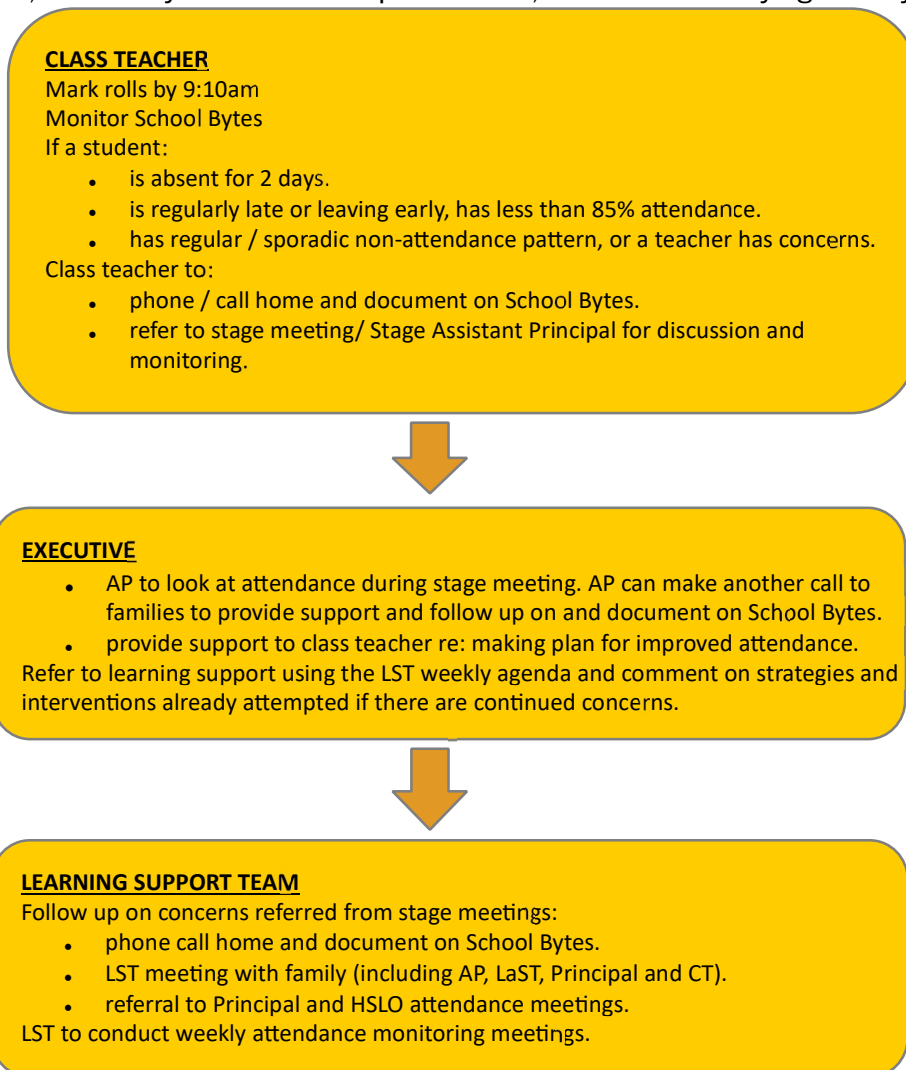 CLASS TEACHER
Mark rolls by 9:10am
Monitor School Bytes
If a student:
• is absent for 2 days.
• is regularly late or leaving early, has less than 85% attendance.
• has regular / sporadic non-attendance pattern, or a teacher has concerns.
Class teacher to:
• phone / call home and document on School Bytes.
• refer to stage meeting/ Stage Assistant Principal for discussion and
monitoring.
EXECUTIVE
• AP to look at attendance during stage meeting. AP can make another call to
families to provide support and follow up on and document on School Bytes.
• provide support to class teacher re: making plan for improved attendance.
Refer to learning support using the LST weekly agenda and comment on strategies and
interventions already attempted if there are continued concerns.
LEARNING SUPPORT TEAM
Follow up on concerns referred from stage meetings:
• phone call home and document on School Bytes.
• LST meeting with family (including AP, LaST, Principal and CT).
• referral to Principal and HSLO attendance meetings.
LST to conduct weekly attendance monitoring meetings.